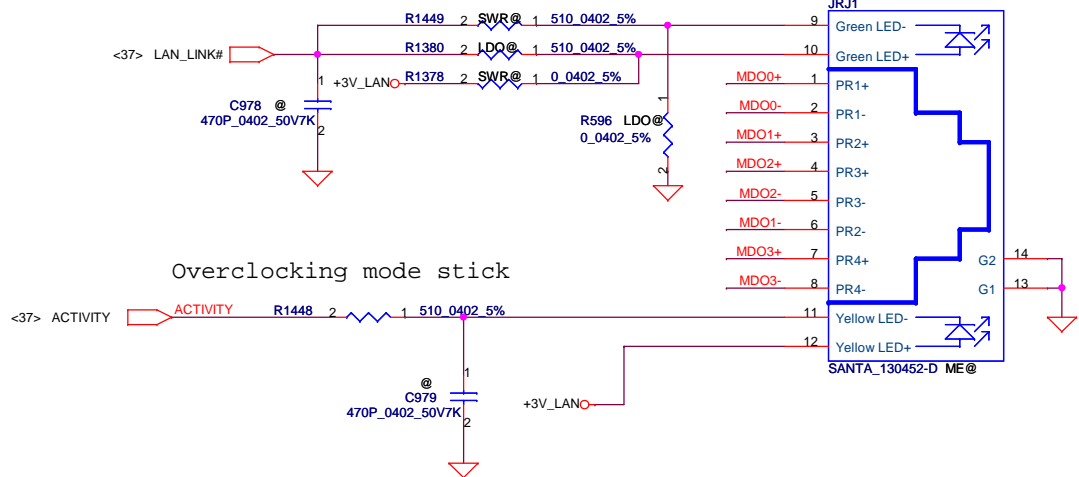 JRJ1
R1449 2 SWR@ 1 510_0402_5% 9 Green LED-
<37> LAN_LINK# R1380 2 LDO@ 1 510_0402_5% 10 Green LED+
+3V_LAN R1378 2 SWR@ 1 0_0402_5%
MDO0+ 1 PR1+
1
C978 @
470P_0402_50V7K
2
MDO0- 2 PR1-
1
R596 LDO@
0_0402_5%
2
MDO1+ 3 PR2+
MDO2+ 4 PR3+
MDO2- 5 PR3-
MDO1- 6 PR2-
MDO3+ 7 PR4+
MDO3- 8 PR4-
G2 14
G1 13
Overclocking mode stick
<37> ACTIVITY ACTIVITY R1448 2 1 510_0402_5% 11 Yellow LED-
12 Yellow LED+
SANTA_130452-D ME@
1
@
C979
470P_0402_50V7K
2
+3V_LAN